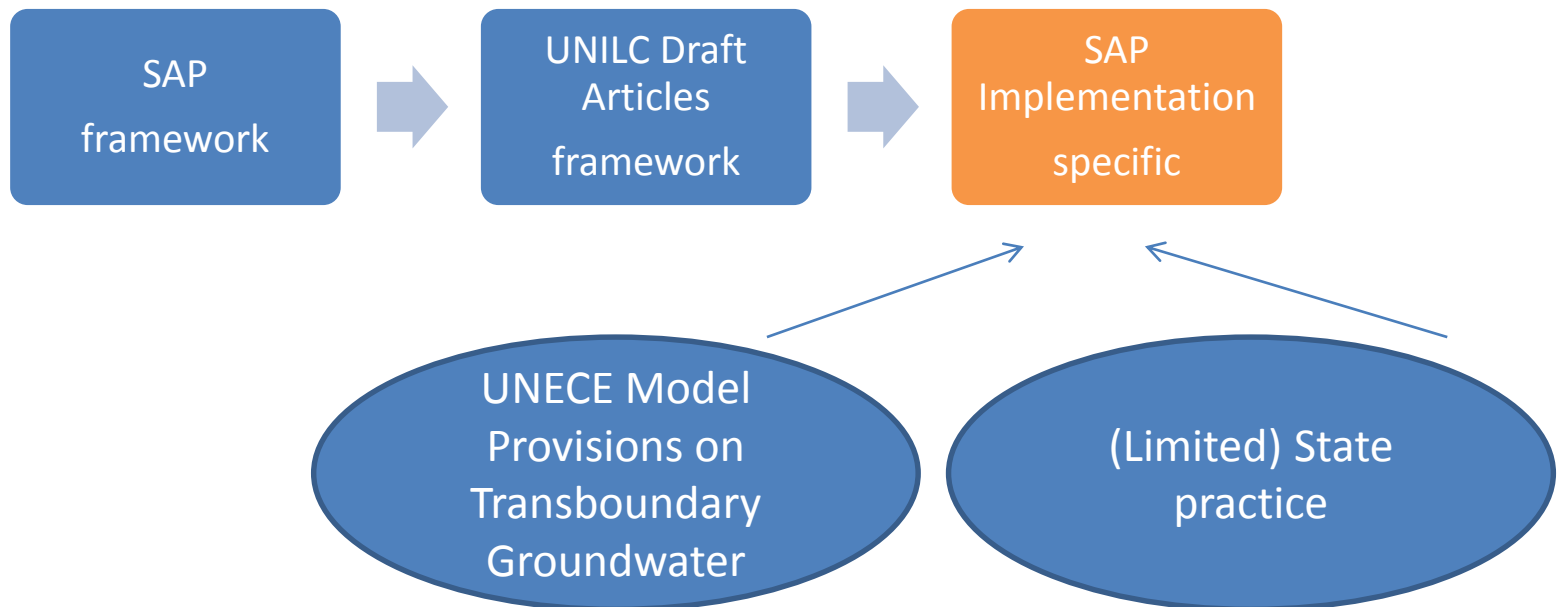 SAP
framework
UNILC Draft
Articles
framework
SAP
Implementation
specific
UNECE Model
Provisions on
Transboundary
Groundwater
(Limited) State
practice